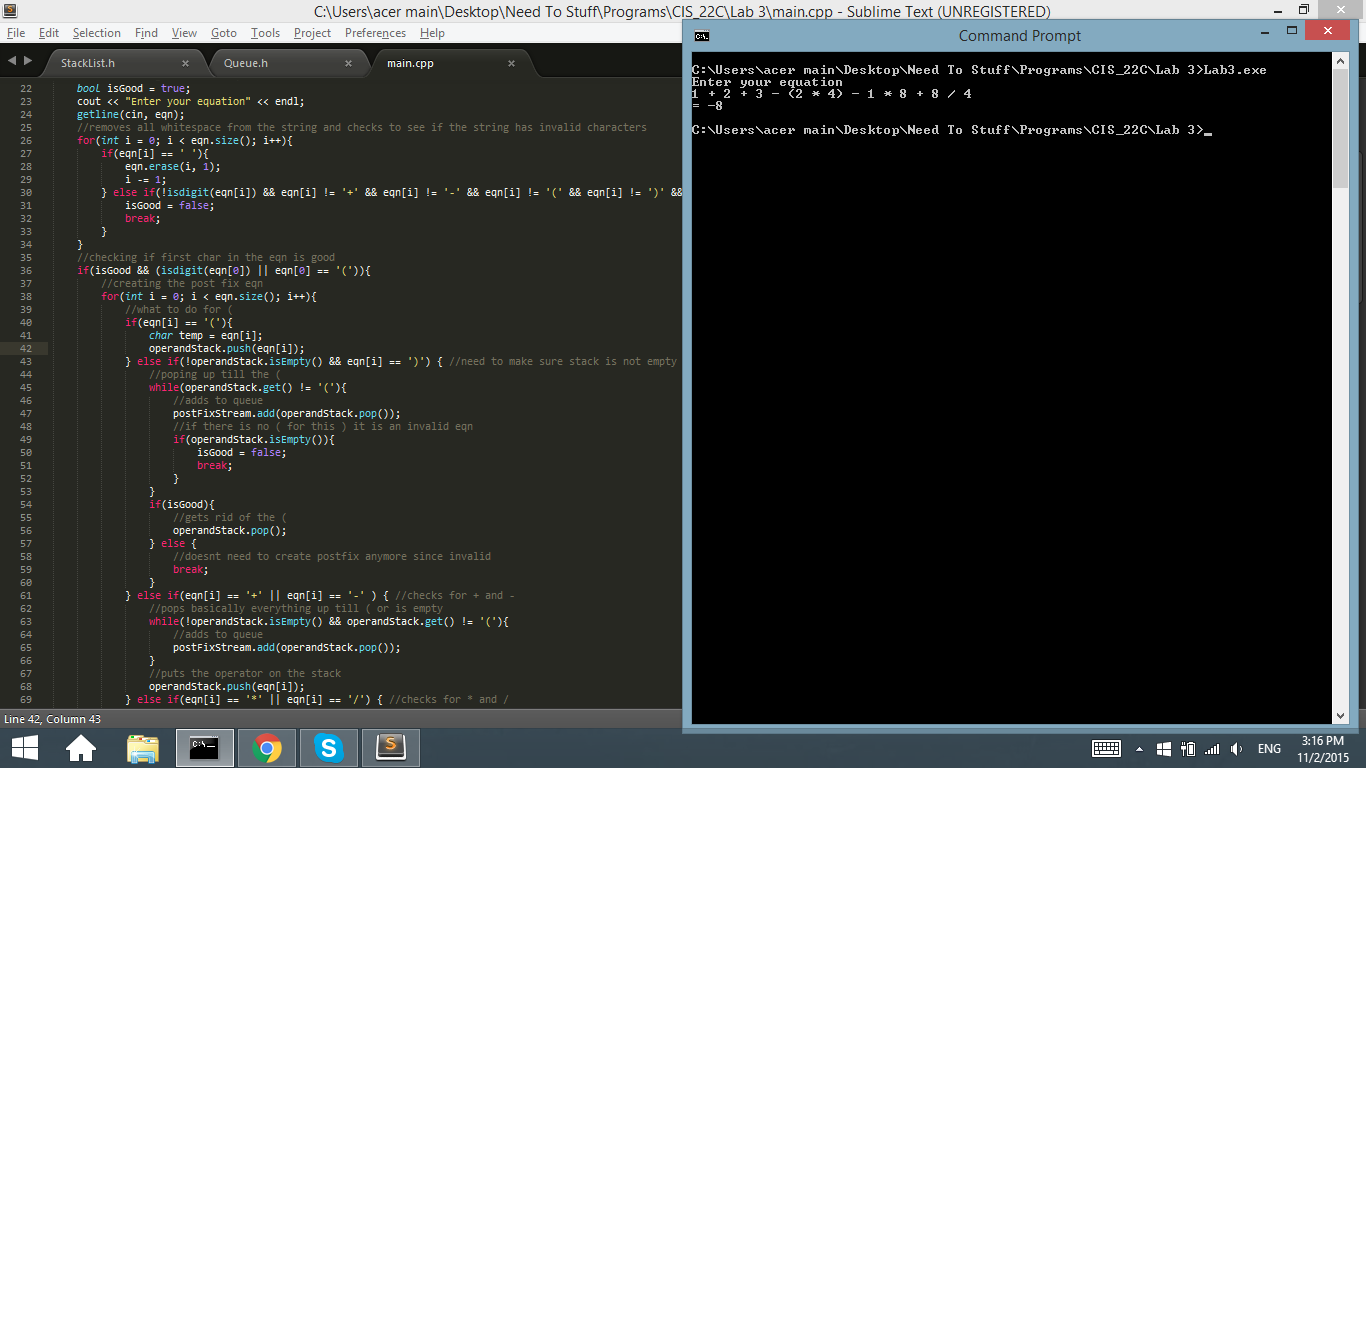 C:\Users\acer main\Desktop\Need To Stuff\Programs\CIS_22C\Lab 3\main.cpp - Sublime Text (UNREGISTERED)
File Edit Selection Find View Goto Tools Project Preferences Help
StackList.h × Queue.h × main.cpp ×
22 bool isGood = true;
23 cout << "Enter your equation" << endl;
24 getline(cin, eqn);
25 //removes all whitespace from the string and checks to see if the string has invalid characters
26 for(int i = 0; i < eqn.size(); i++){
27 if(eqn[i] == ' '){
28 eqn.erase(i, 1);
29 i -= 1;
30 } else if(!isdigit(eqn[i]) && eqn[i] != '+' && eqn[i] != '-' && eqn[i] != '(' && eqn[i] != ')' &&
31 isGood = false;
32 break;
33 }
34 }
35 //checking if first char in the eqn is good
36 if(isGood && (isdigit(eqn[0]) || eqn[0] == '(')){
37 //creating the post fix eqn
38 for(int i = 0; i < eqn.size(); i++){
39 //what to do for (
40 if(eqn[i] == '('){
41 char temp = eqn[i];
42 operandStack.push(eqn[i]);
43 } else if(!operandStack.isEmpty() && eqn[i] == ')') { //need to make sure stack is not empty
44 //poping up till the (
45 while(operandStack.get() != '('){
46 //adds to queue
47 postFixStream.add(operandStack.pop());
48 //if there is no ( for this ) it is an invalid eqn
49 if(operandStack.isEmpty()){
50 isGood = false;
51 break;
52 }
53 }
54 if(isGood){
55 //gets rid of the (
56 operandStack.pop();
57 } else {
58 //doesnt need to create postfix anymore since invalid
59 break;
60 }
61 } else if(eqn[i] == '+' || eqn[i] == '-' ) { //checks for + and -
62 //pops basically everything up till ( or is empty
63 while(!operandStack.isEmpty() && operandStack.get() != '('){
64 //adds to queue
65 postFixStream.add(operandStack.pop());
66 }
67 //puts the operator on the stack
68 operandStack.push(eqn[i]);
69 } else if(eqn[i] == '*' || eqn[i] == '/') { //checks for * and /
Line 42, Column 43
Command Prompt
C:\Users\acer main\Desktop\Need To Stuff\Programs\CIS_22C\Lab 3>Lab3.exe
Enter your equation
1 + 2 + 3 - (2 * 4) - 1 * 8 + 8 / 4
= -8
C:\Users\acer main\Desktop\Need To Stuff\Programs\CIS_22C\Lab 3>
ENG
3:16 PM
11/2/2015